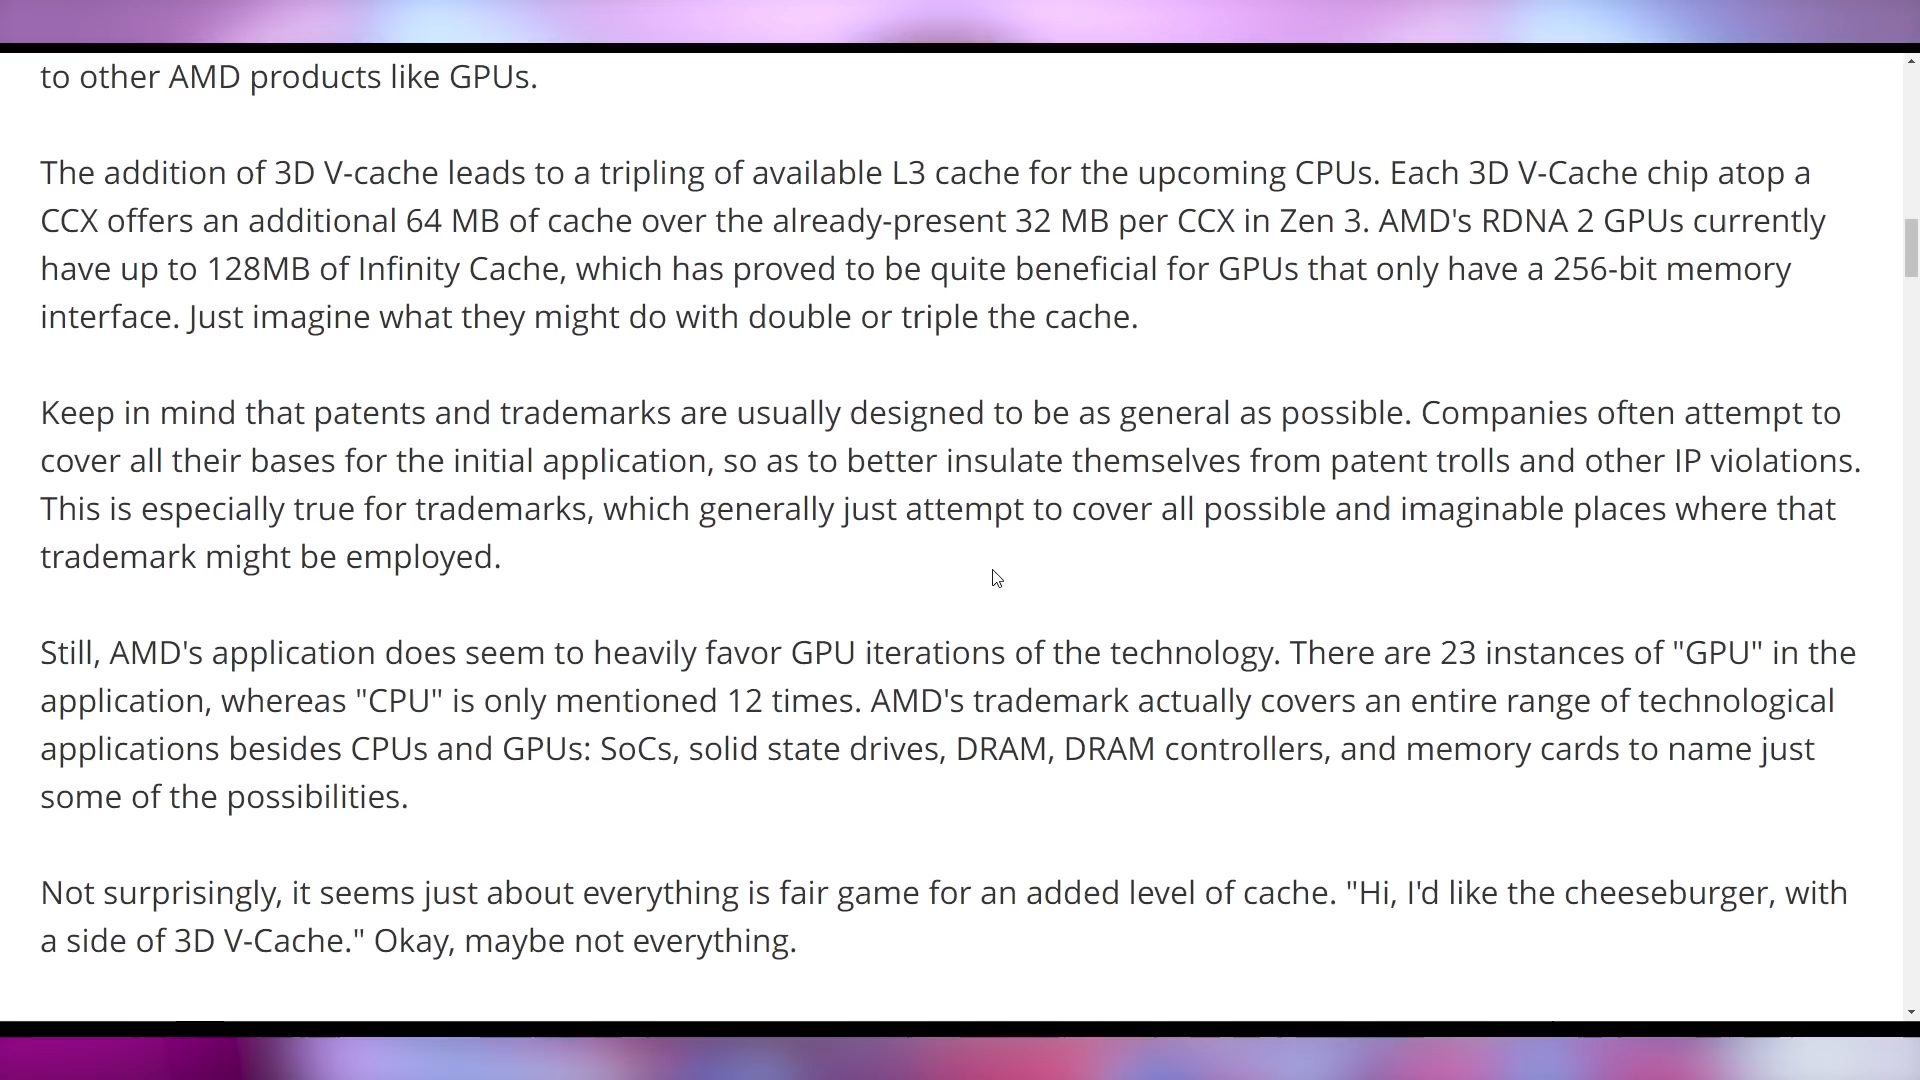 to other AMD products like GPUs.
The addition of 3D V-cache leads to a tripling of available L3 cache for the upcoming CPUs. Each 3D V-Cache chip atop a
CCX offers an additional 64 MB of cache over the already-present 32 MB per CCX in Zen 3. AMD's RDNA 2 GPUs currently
have up to 128MB of Infinity Cache, which has proved to be quite beneficial for GPUs that only have a 256-bit memory
interface. Just imagine what they might do with double or triple the cache.
Keep in mind that patents and trademarks are usually designed to be as general as possible. Companies often attempt to
cover all their bases for the initial application, so as to better insulate themselves from patent trolls and other IP violations.
This is especially true for trademarks, which generally just attempt to cover all possible and imaginable places where that
trademark might be employed.
Still, AMD's application does seem to heavily favor GPU iterations of the technology. There are 23 instances of "GPU" in the
application, whereas "CPU" is only mentioned 12 times. AMD's trademark actually covers an entire range of technological
applications besides CPUs and GPUs: SoCs, solid state drives, DRAM, DRAM controllers, and memory cards to name just
some of the possibilities.
Not surprisingly, it seems just about everything is fair game for an added level of cache. "Hi, I'd like the cheeseburger, with
a side of 3D V-Cache." Okay, maybe not everything.